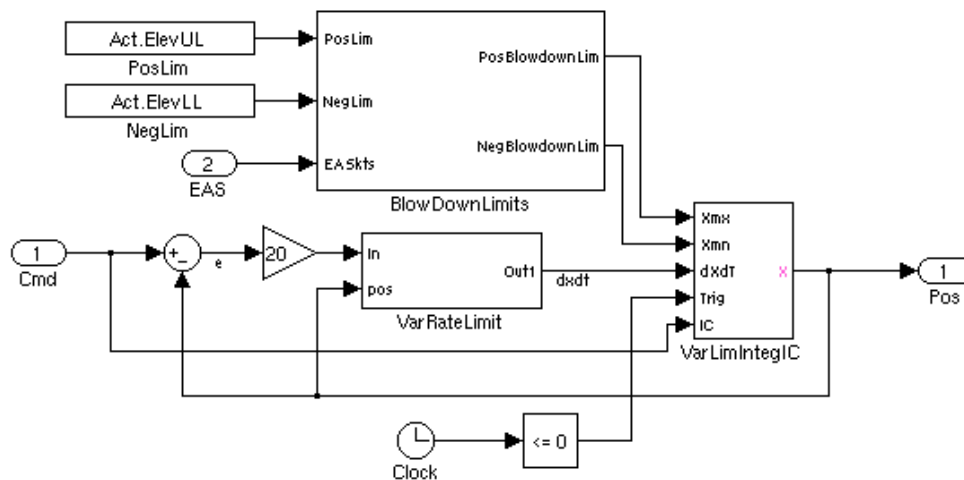 Act.ElevUL
PosLim
Act.ElevLL
NegLim
2
EAS
PosLim
NegLim
EASkts
PosBlowdownLim
NegBlowdownLim
BlowDownLimits
1
Cmd
+
-
e
20
In
pos
Out1
VarRateLimit
dxdt
Xmx
Xmn
dXdT
Trig
IC
X
VarLimIntegIC
1
Pos
Clock
<= 0